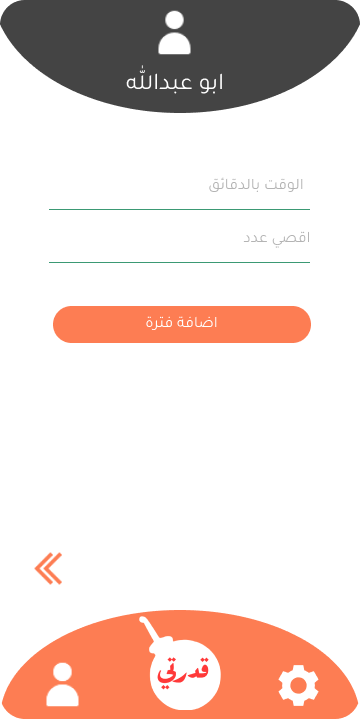 ابو عبدالله
الوقت بالدقائق
اقصي عدد
اضافة فترة
قدرتي